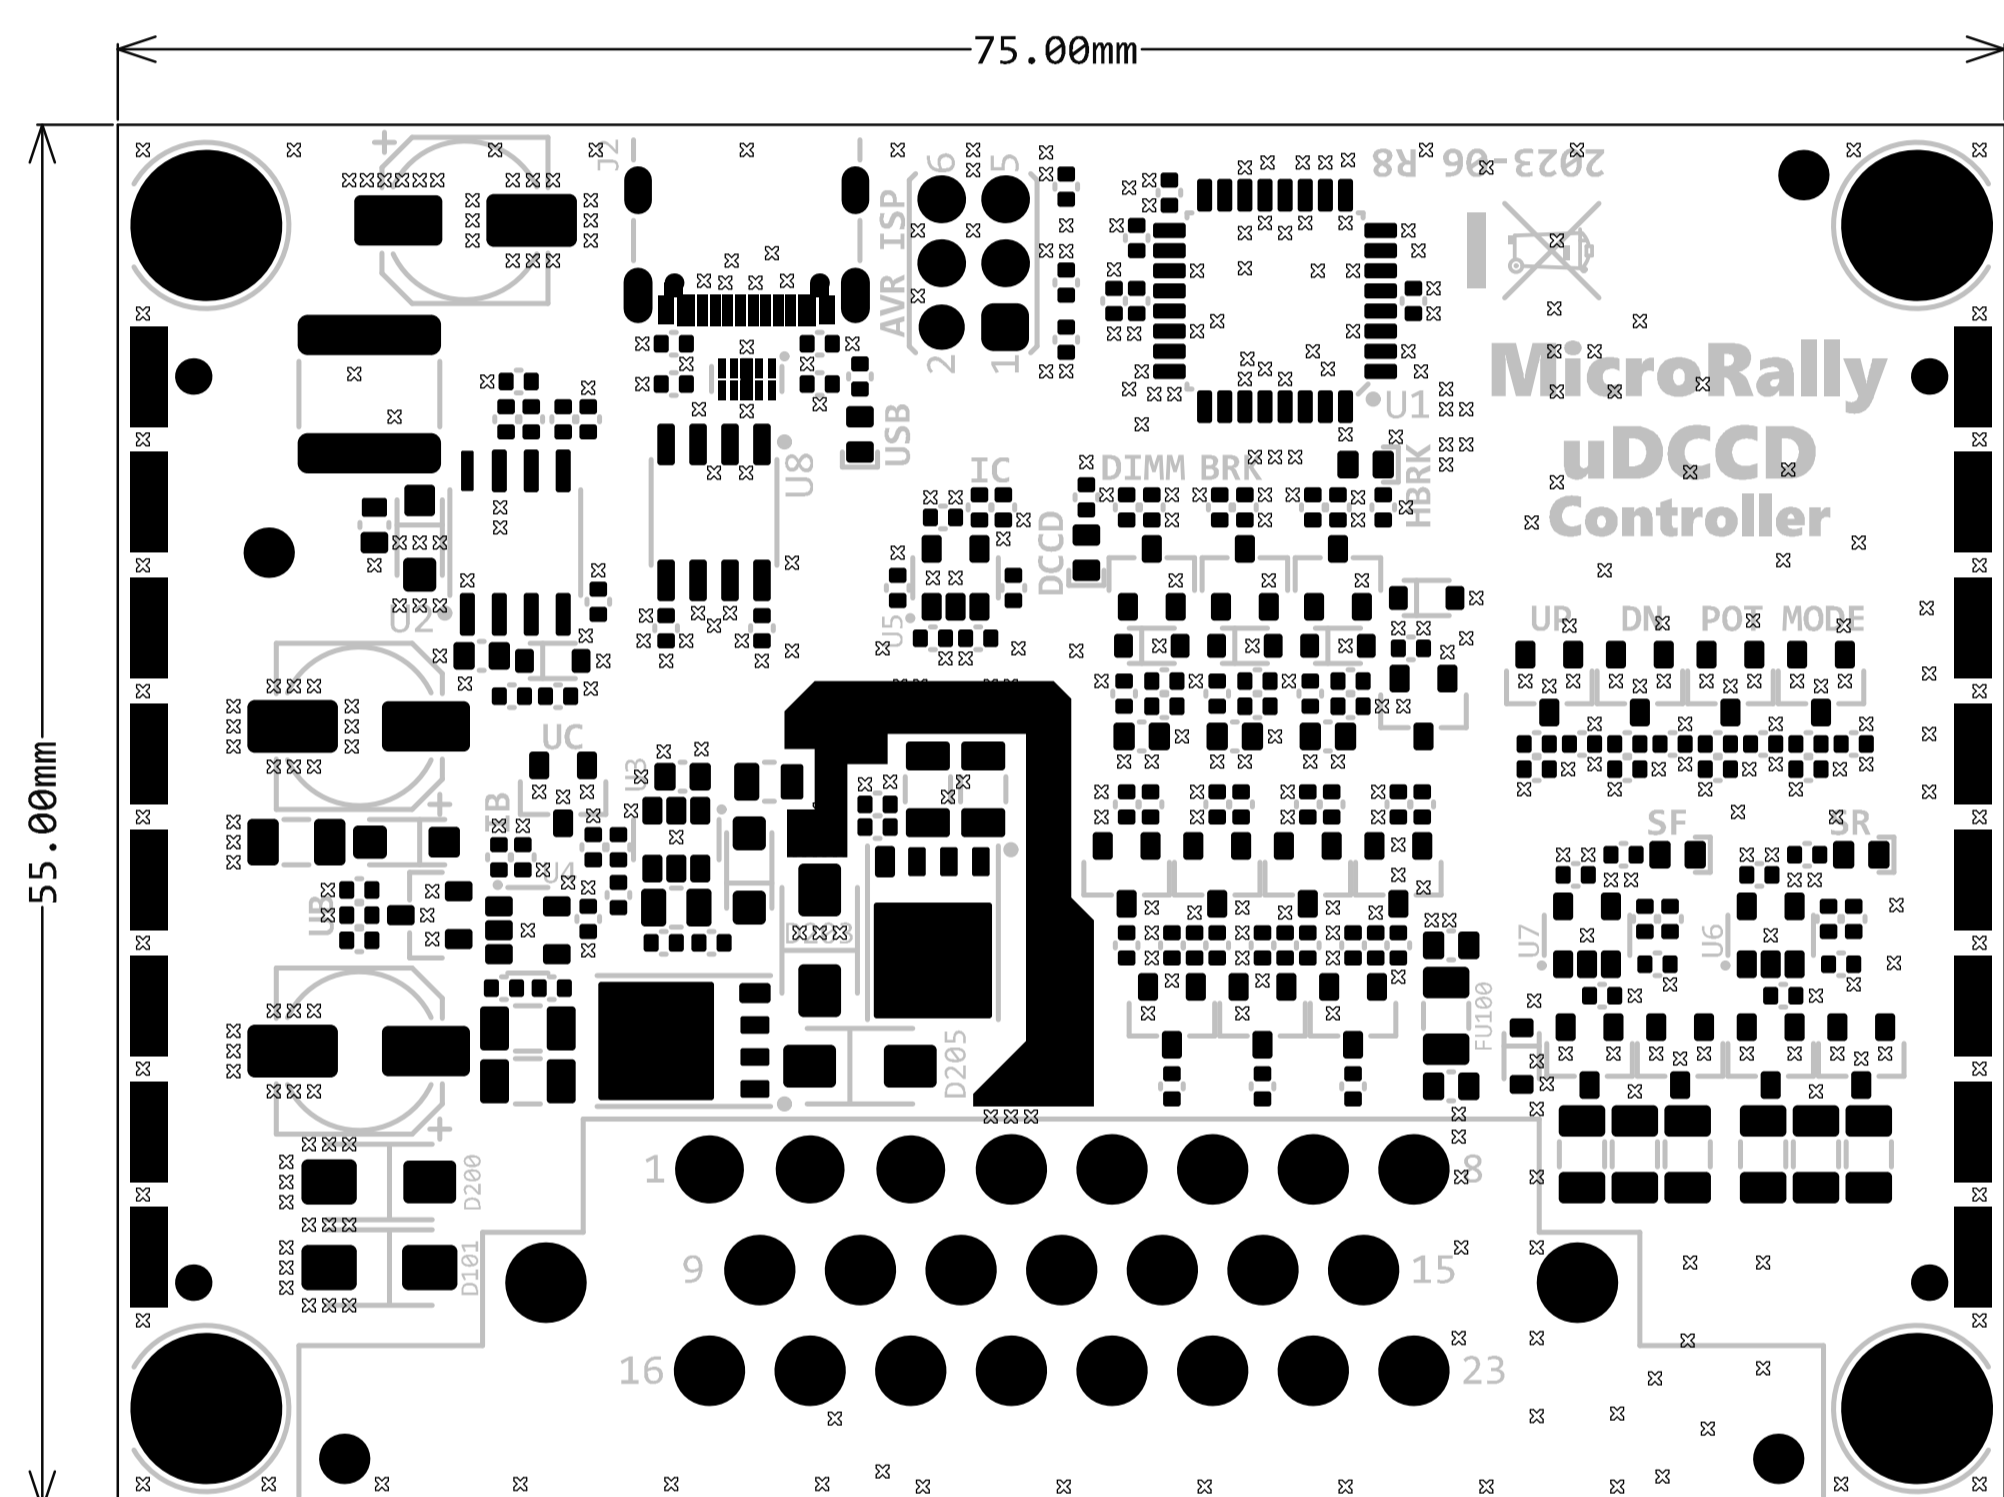 75.00mm
55.00mm
J2
AVR ISP
6
5
2
1
2023-06 R8
MicroRally
uDCCD
Controller
U1
USB
U8
IC
DIMM
BRK
HBRK
DCCD
U5
U2
UC
UP
DN
POT
MODE
U3
TB
U4
UB
SF
SR
U7
U6
D203
D205
FU100
D200
D101
1
8
9
15
16
23